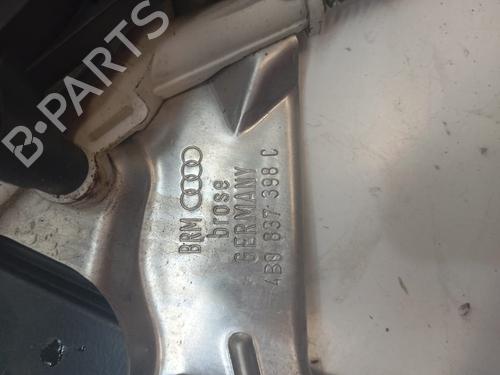 B-PARTS
BRM
brose
GERMANY
4B0 837 398 C